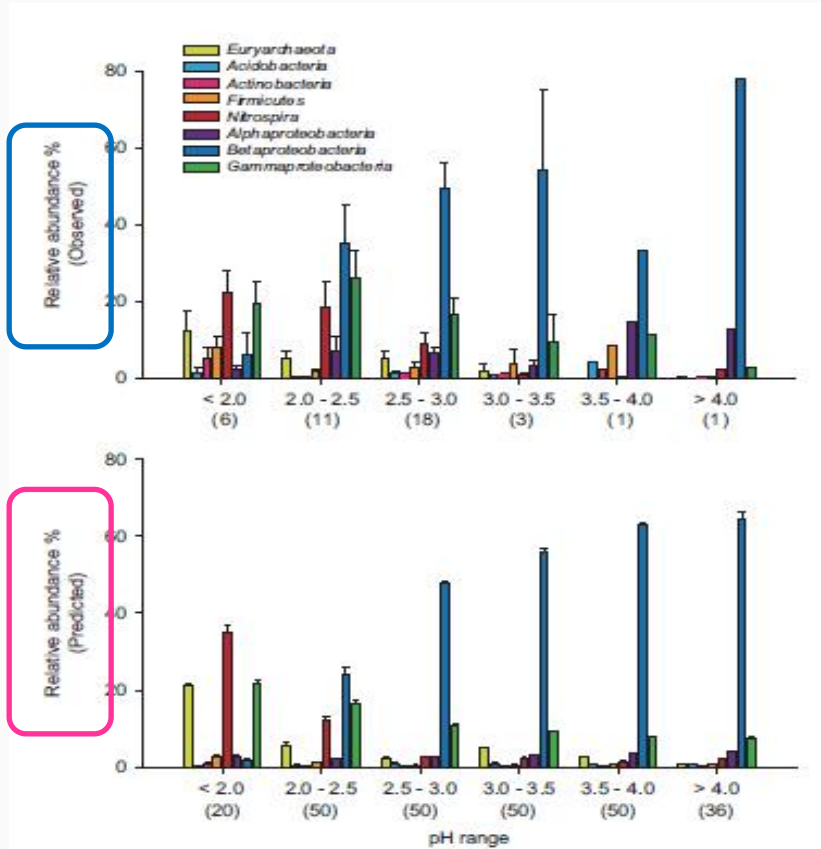 Euryarchaeota
Acidobacteria
Actinobacteria
Firmicutes
Nitrospira
Alphaproteobacteria
Betaproteobacteria
Gammaproteobacteria
Relative abundance %
(Observed)
80
60
40
20
0
< 2.0
2.0 - 2.5
2.5 - 3.0
3.0 - 3.5
3.5 - 4.0
> 4.0
(6)
(11)
(18)
(3)
(1)
(1)
Relative abundance %
(Predicted)
80
60
40
20
0
< 2.0
2.0 - 2.5
2.5 - 3.0
3.0 - 3.5
3.5 - 4.0
> 4.0
(20)
(50)
(50)
(50)
(50)
(36)
pH range